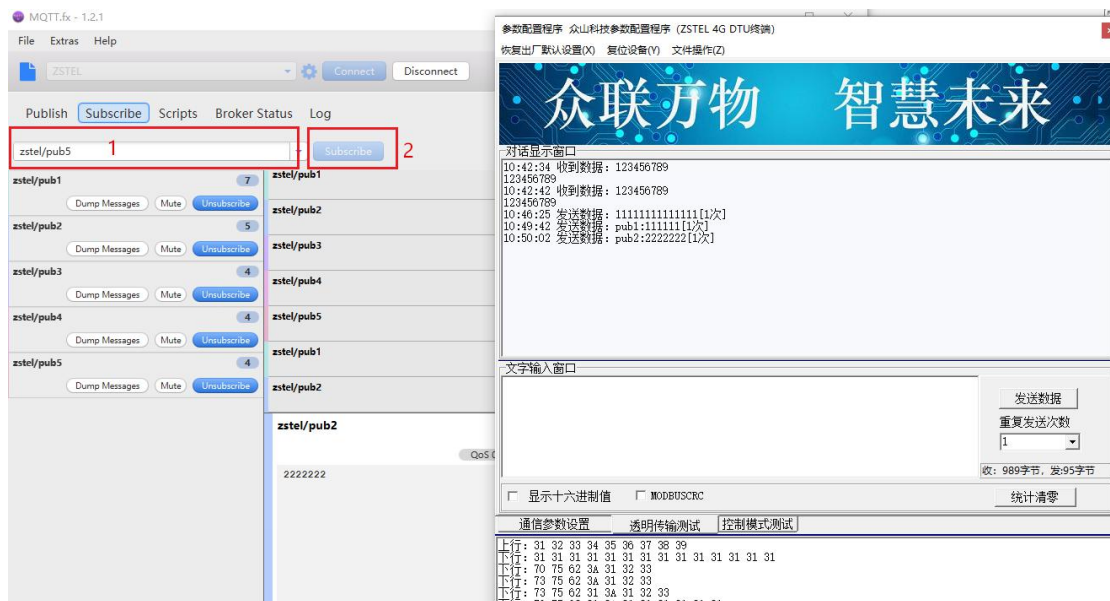 MQTT.fx - 1.2.1
File Extras Help
ZSTEL
Connect
Disconnect
Publish
Subscribe
Scripts
Broker Status
Log
zstel/pub5
1
Subscribe
2
zstel/pub1
7
Dump Messages
Mute
Unsubscribe
zstel/pub2
5
Dump Messages
Mute
Unsubscribe
zstel/pub3
4
Dump Messages
Mute
Unsubscribe
zstel/pub4
4
Dump Messages
Mute
Unsubscribe
zstel/pub5
4
Dump Messages
Mute
Unsubscribe
zstel/pub1
zstel/pub2
zstel/pub3
zstel/pub4
zstel/pub5
zstel/pub1
zstel/pub2
zstel/pub2
QoS
2222222
参数配置程序 众山科技参数配置程序 (ZSTEL 4G DTU终端)
恢复出厂默认设置(X) 复位设备(Y) 文件操作(Z)
众联万物 智慧未来
对话显示窗口
10:42:34 收到数据: 123456789
123456789
10:42:42 收到数据: 123456789
123456789
10:46:25 发送数据: 11111111111111[1次]
10:49:42 发送数据: pub1:111111[1次]
10:50:02 发送数据: pub2:2222222[1次]
文字输入窗口
发送数据
重复发送次数
1
收: 989字节, 发:95字节
显示十六进制值
MODBUSCRC
统计清零
通信参数设置
透明传输测试
控制模式测试
上行: 31 32 33 34 35 36 37 38 39
下行: 31 31 31 31 31 31 31 31 31 31 31 31 31 31
下行: 70 75 62 3A 31 32 33
下行: 73 75 62 3A 31 32 33
下行: 73 75 62 31 3A 31 32 33